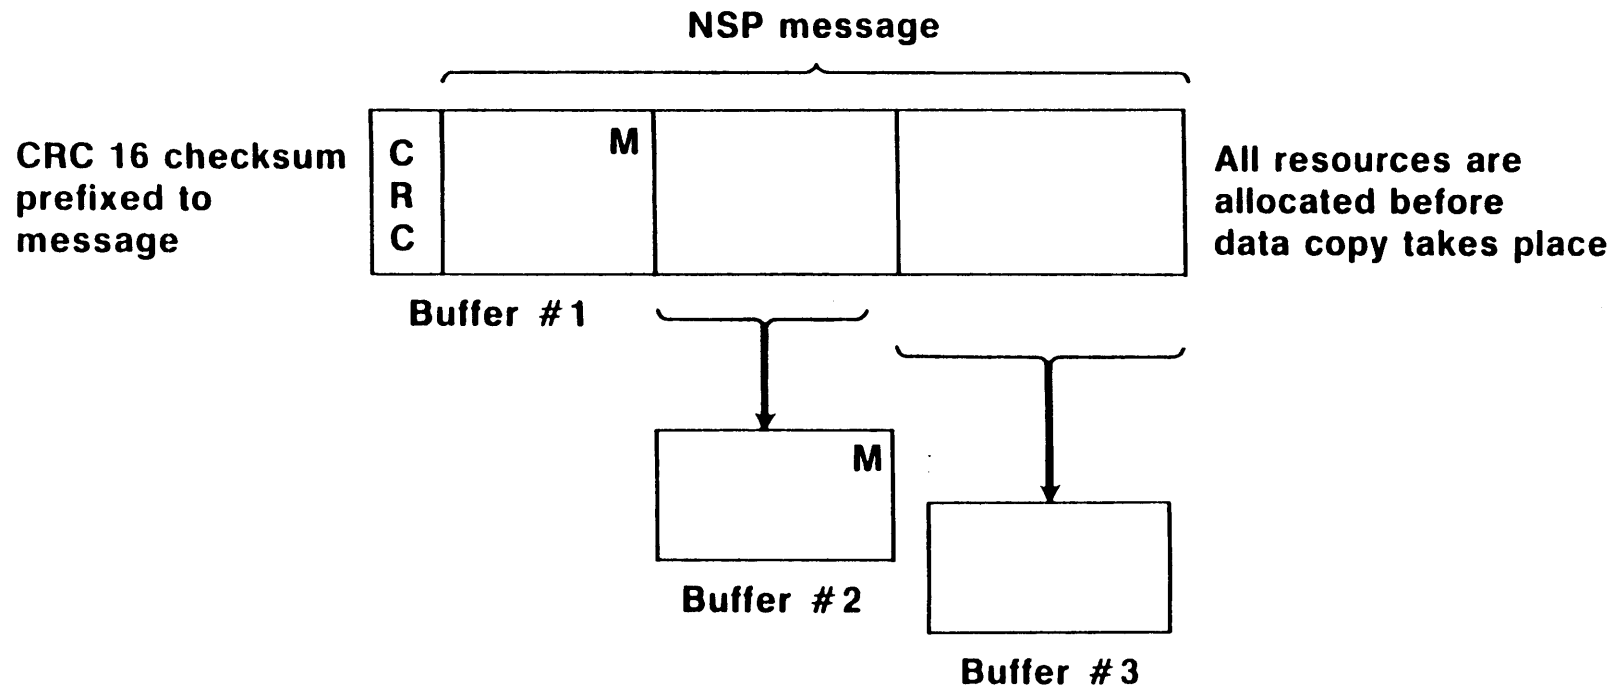 NSP message
CRC 16 checksum
prefixed to
message
C
R
C
M
All resources are
allocated before
data copy takes place
Buffer #1
M
Buffer #2
Buffer #3